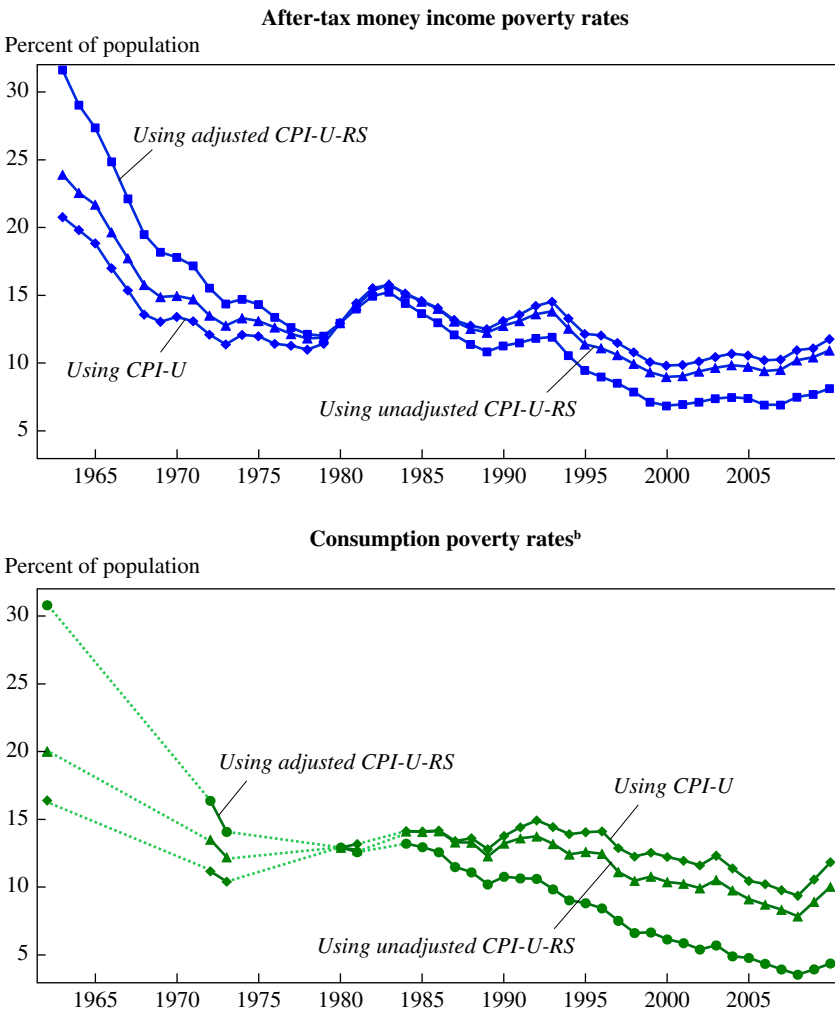 After-tax money income poverty rates
Percent of population
30
Using adjusted CPI-U-RS
25
20
15
10
Using CPI-U
Using unadjusted CPI-U-RS
5
1965 1970 1975 1980 1985 1990 1995 2000 2005
Consumption poverty ratesᵇ
Percent of population
30
25
20
Using adjusted CPI-U-RS
Using CPI-U
15
10
Using unadjusted CPI-U-RS
5
1965 1970 1975 1980 1985 1990 1995 2000 2005